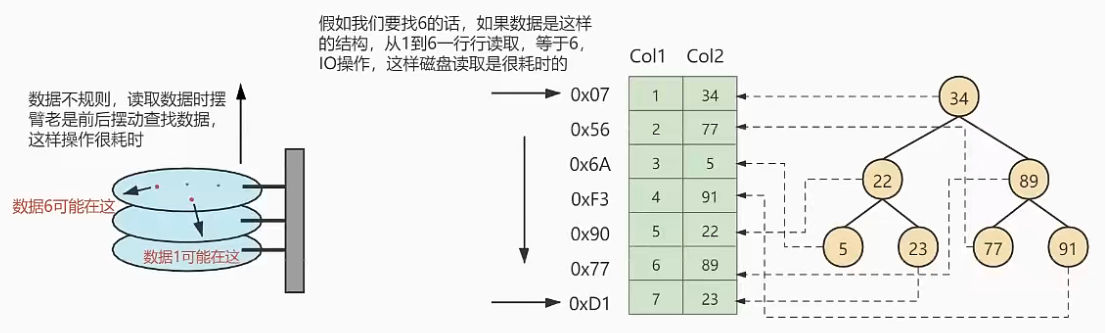 假如我们要找6的话，如果数据是这样
的结构，从1到6一行行读取，等于6，
IO操作，这样磁盘读取是很耗时的
数据不规则，读取数据时摆
臂老是前后摆动查找数据，
这样操作很耗时
数据6可能在这
数据1可能在这
Col1 Col2
0x07 1 34
0x56 2 77
0x6A 3 5
0xF3 4 91
0x90 5 22
0x77 6 89
0xD1 7 23
34
22 89
5 23 77 91